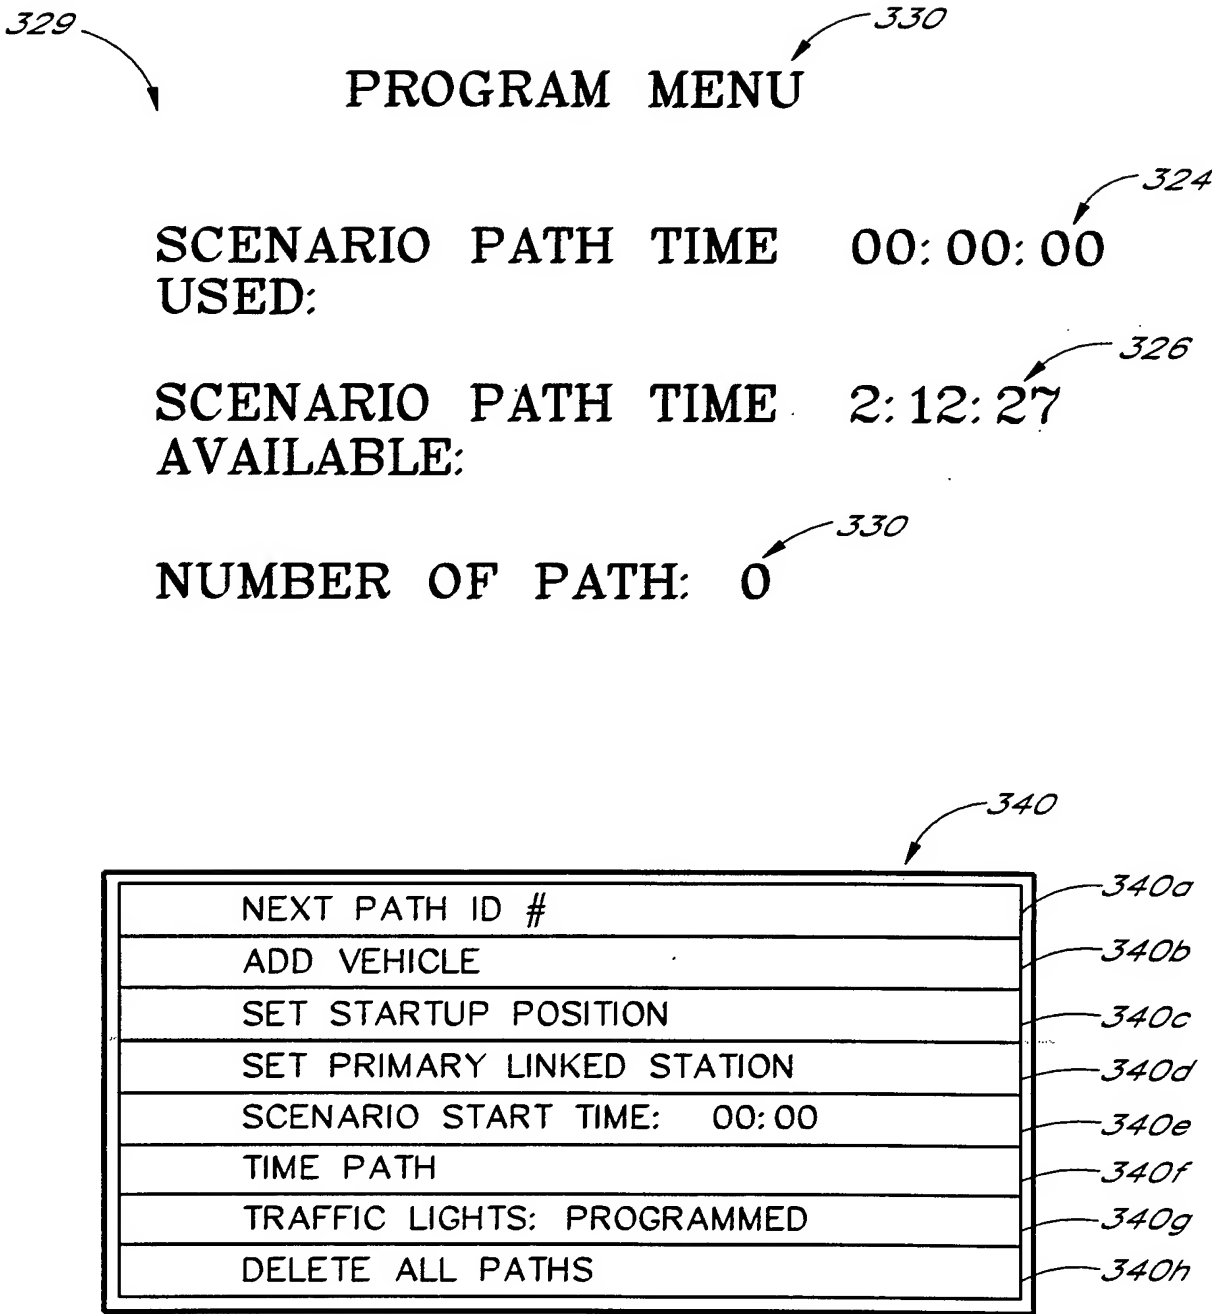 329
330
PROGRAM MENU
324
SCENARIO PATH TIME 00:00:00
USED:
326
SCENARIO PATH TIME 2:12:27
AVAILABLE:
330
NUMBER OF PATH: 0
340
NEXT PATH ID # 340a
ADD VEHICLE 340b
SET STARTUP POSITION 340c
SET PRIMARY LINKED STATION 340d
SCENARIO START TIME: 00:00 340e
TIME PATH 340f
TRAFFIC LIGHTS: PROGRAMMED 340g
DELETE ALL PATHS 340h